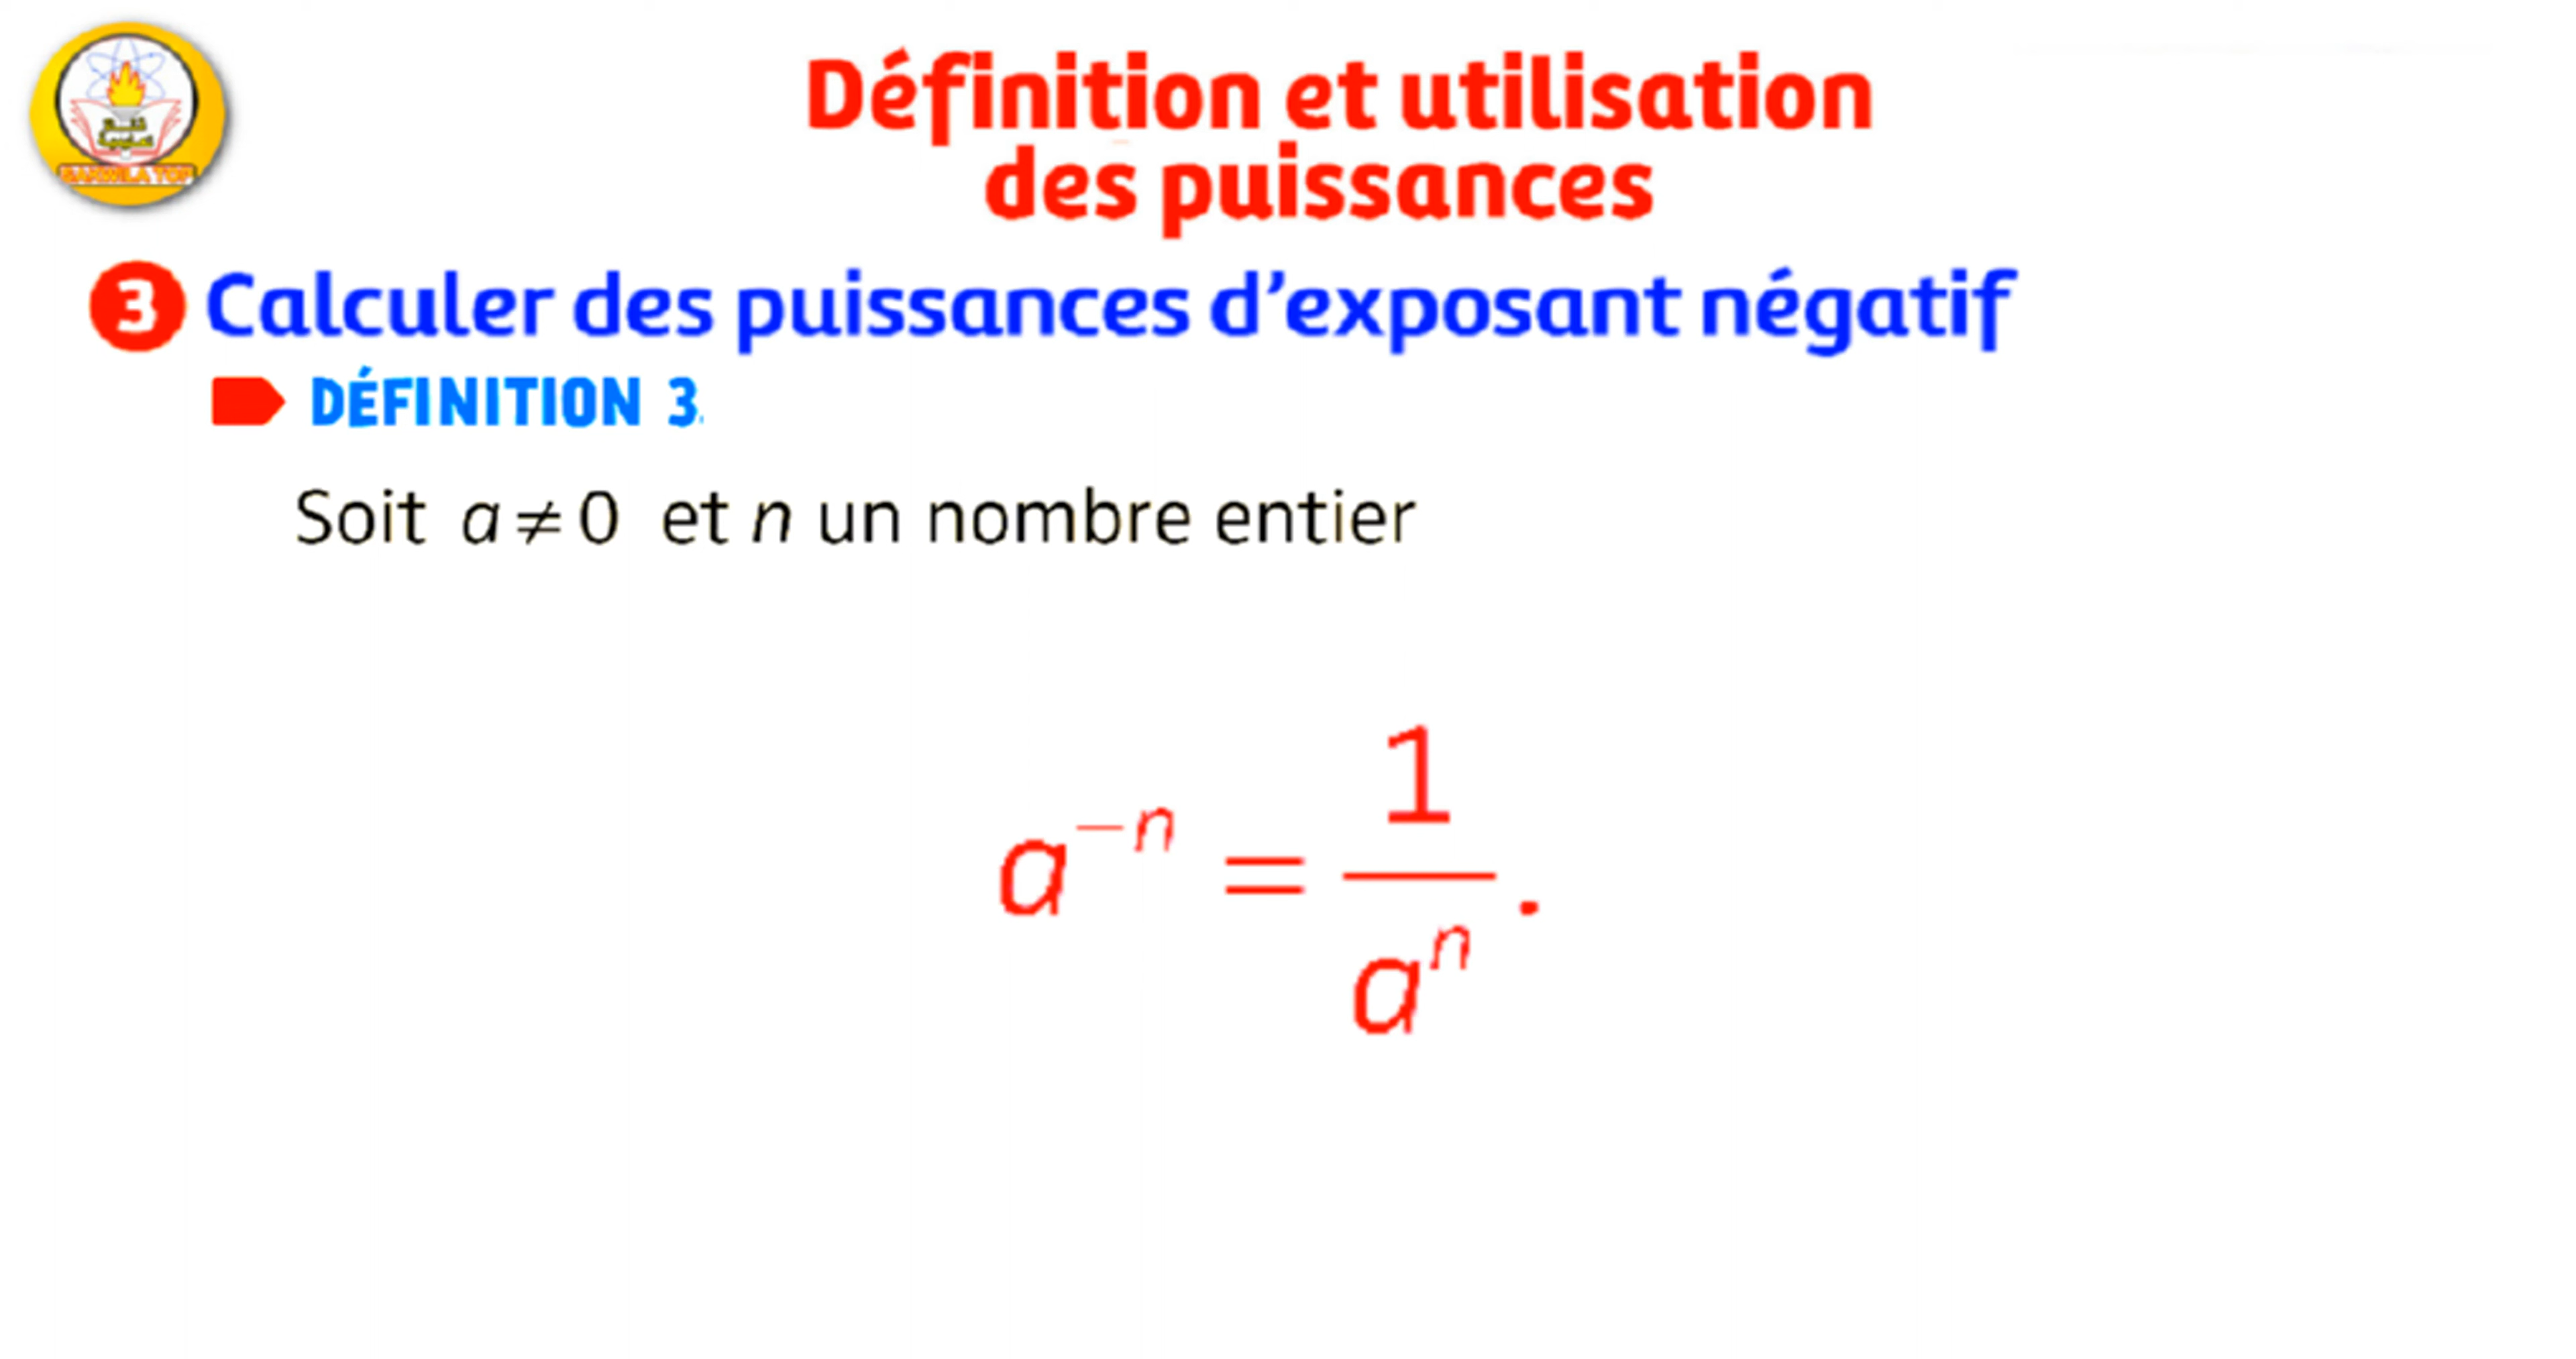 Définition et utilisation
des puissances
3 Calculer des puissances d'exposant négatif
DÉFINITION 3.
Soit a ≠ 0 et n un nombre entier
a⁻ⁿ = 1/aⁿ.